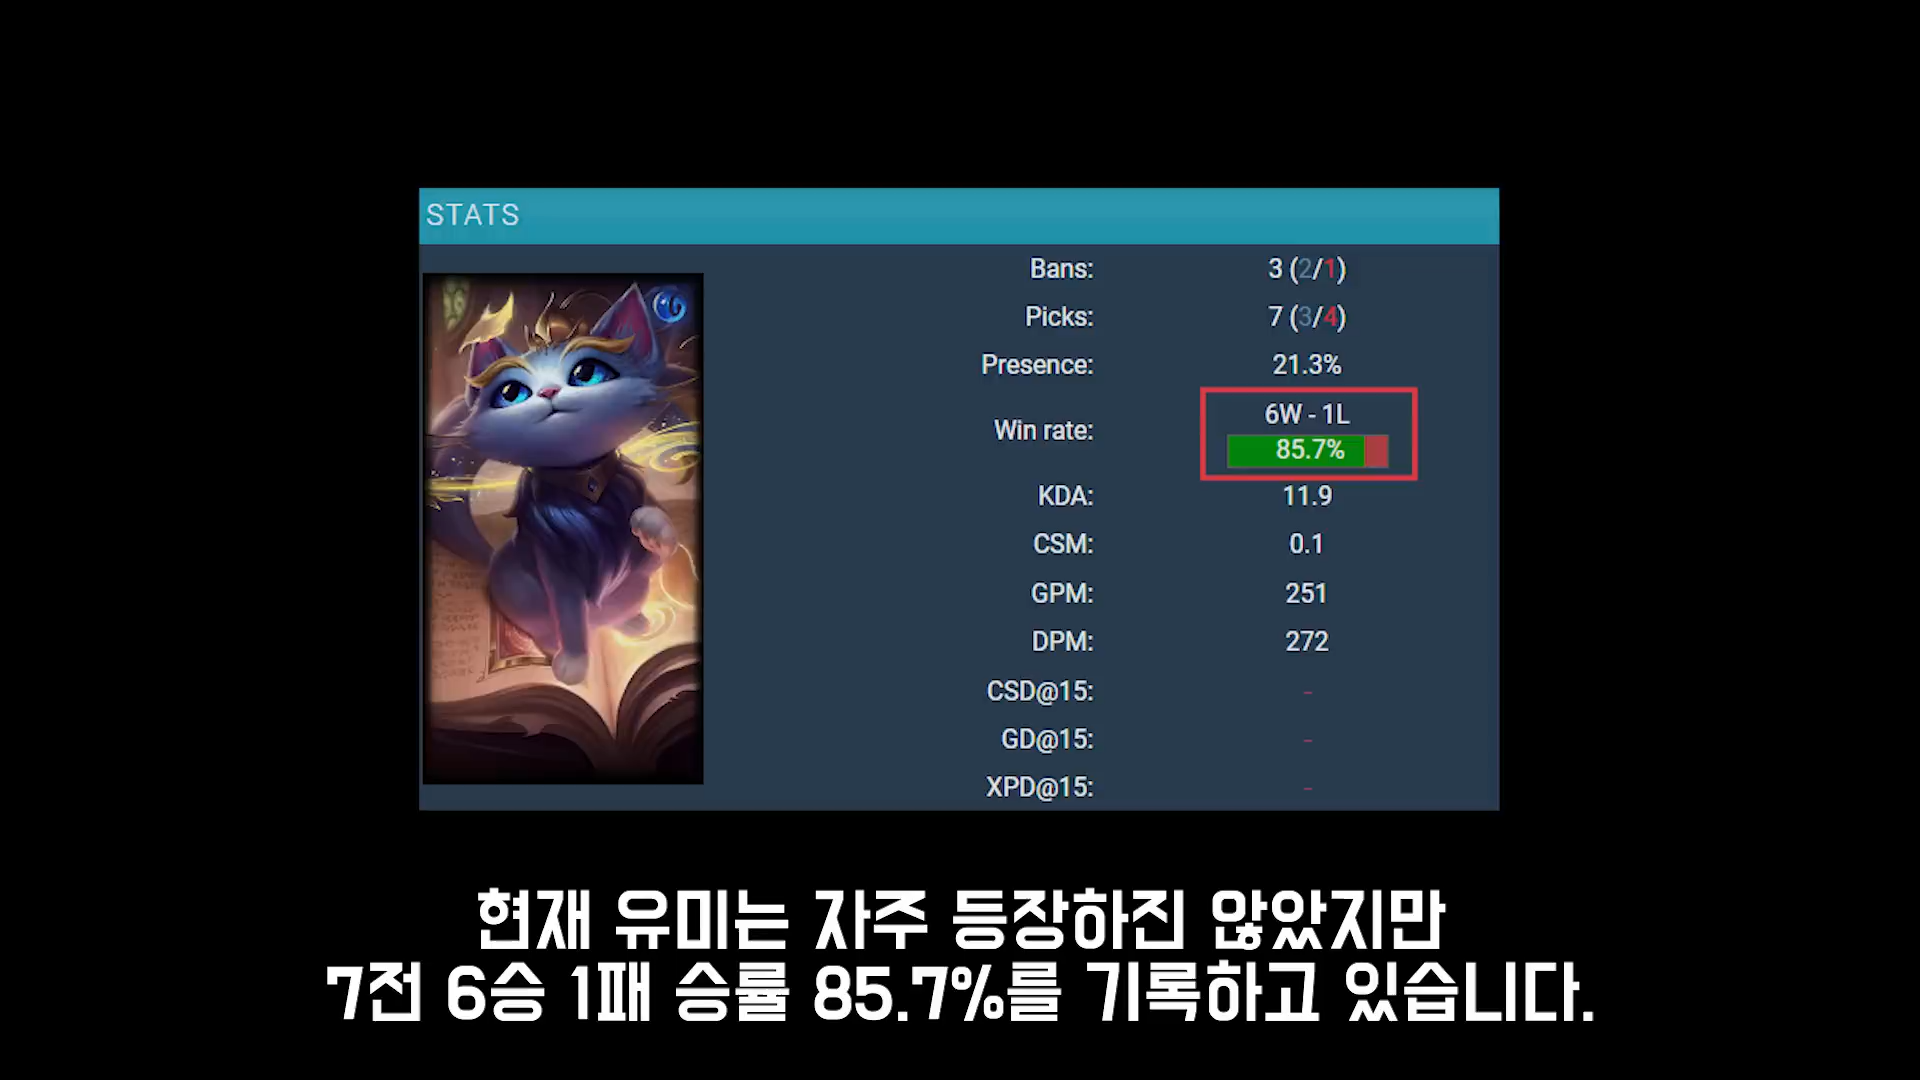 STATS
Bans: 3 (2/1)
Picks: 7 (3/4)
Presence: 21.3%
Win rate: 6W - 1L
85.7%
KDA: 11.9
CSM: 0.1
GPM: 251
DPM: 272
CSD@15: -
GD@15: -
XPD@15: -
현재 유미는 자주 등장하진 않았지만
7전 6승 1패 승률 85.7%를 기록하고 있습니다.